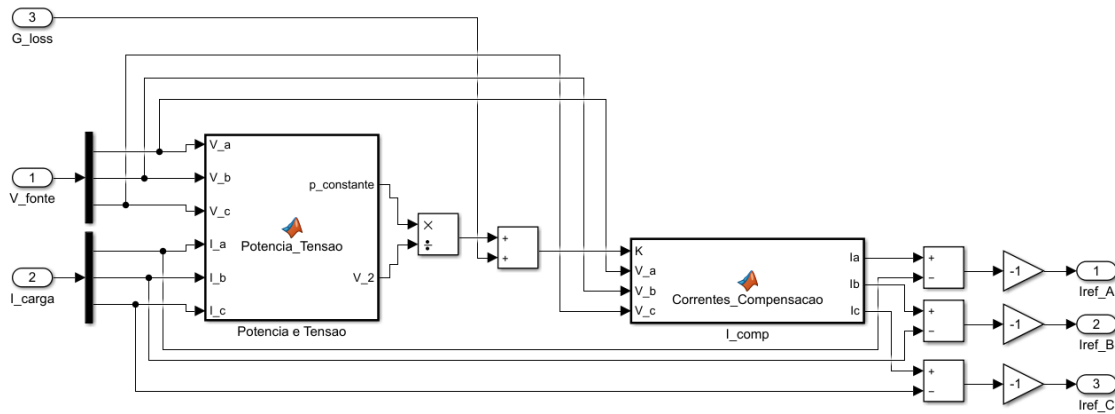 3
G_loss
1
V_fonte
2
I_carga
V_a
V_b
V_c
I_a
I_b
I_c
Potencia_Tensao
p_constante
V_2
Potencia e Tensao
×
÷
+
+
K
V_a
V_b
V_c
Correntes_Compensacao
Ia
Ib
Ic
I_comp
+
−
+
−
+
−
-1
-1
-1
1
Iref_A
2
Iref_B
3
Iref_C